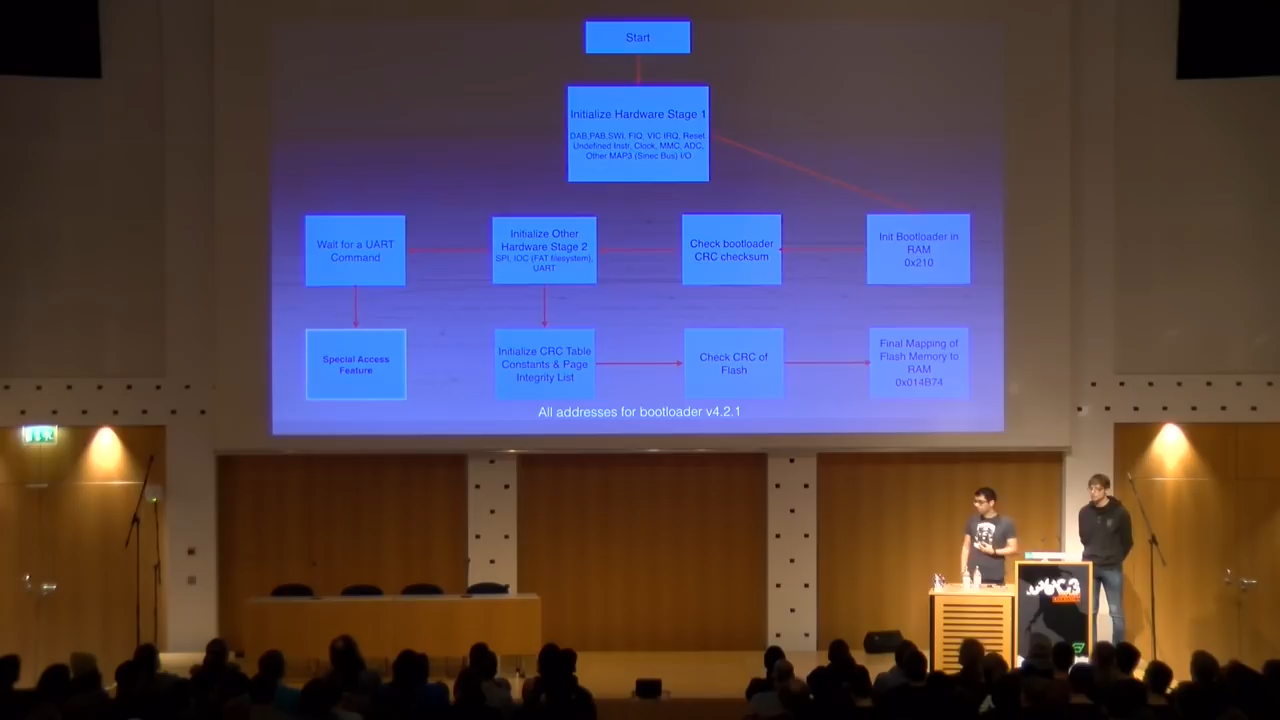 Start
Initialize Hardware Stage 1
DAB,PAB,SWI, FIQ, VIC IRQ, Reset
Undefined Instr, Clock, MMC, ADC,
Other MAP3 (Sinec Bus) I/O
Wait for a UART
Command
Initialize Other
Hardware Stage 2
SPI, IOC (FAT filesystem),
UART
Check bootloader
CRC checksum
Init Bootloader in
RAM
0x210
Special Access
Feature
Initialize CRC Table
Constants & Page
Integrity List
Check CRC of
Flash
Final Mapping of
Flash Memory to
RAM
0x014B74
All addresses for bootloader v4.2.1